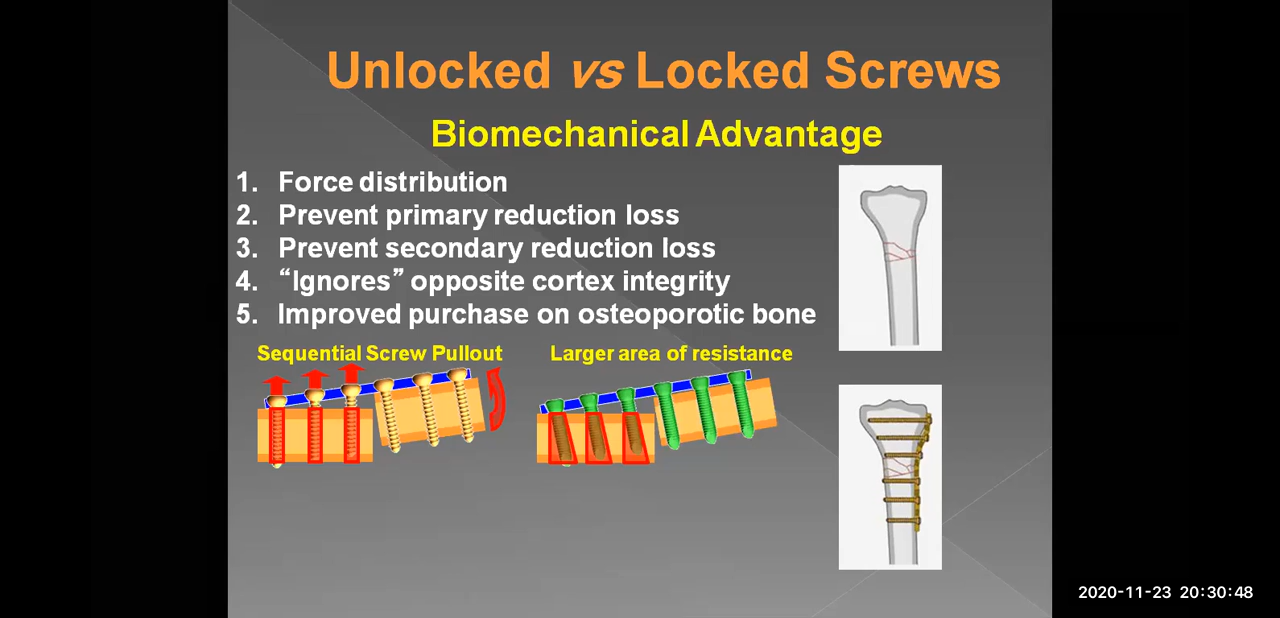 Unlocked vs Locked Screws
Biomechanical Advantage
1. Force distribution
2. Prevent primary reduction loss
3. Prevent secondary reduction loss
4. “Ignores” opposite cortex integrity
5. Improved purchase on osteoporotic bone
Sequential Screw Pullout
Larger area of resistance
2020-11-23 20:30:48